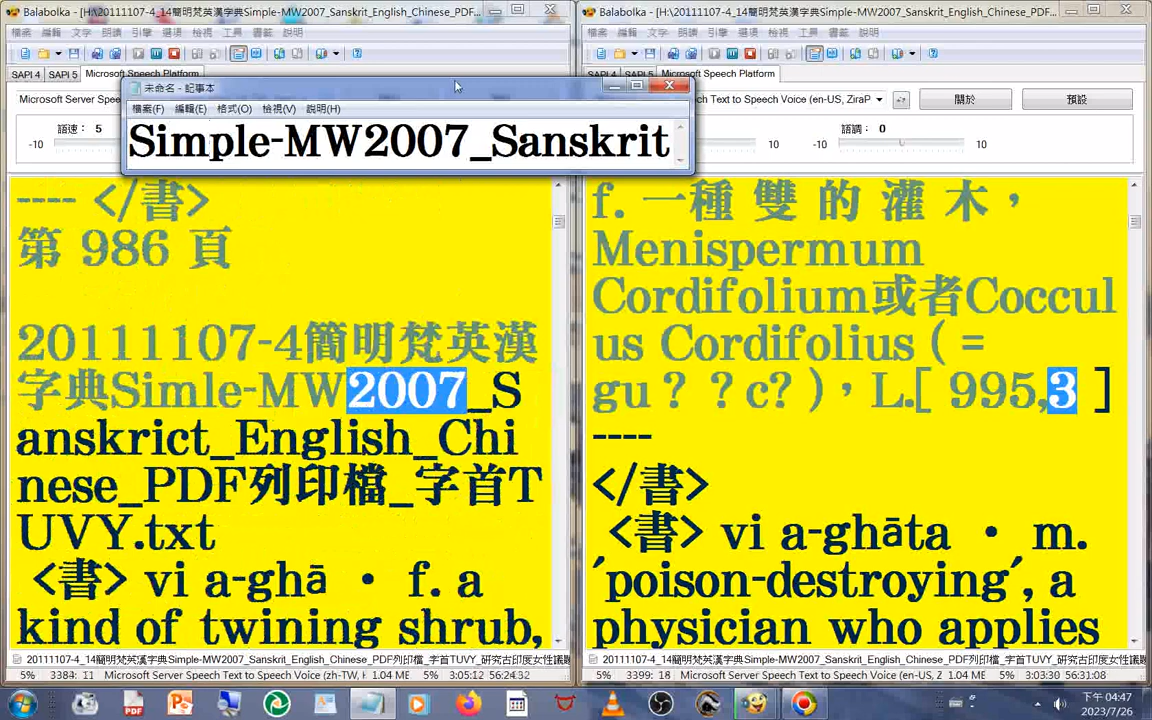 Balabolka - [H:\20111107-4_14簡明梵英漢字典Simple-MW2007_Sanskrit_English_Chinese_PDF...
檔案 編輯 文字 朗讀 引擎 選項 檢視 工具 書籤 說明
SAPI 4 SAPI 5 Microsoft Speech Platform
Microsoft Server Speech
語速： 5
-10
未命名 - 記事本
檔案(F) 編輯(E) 格式(O) 檢視(V) 說明(H)
Simple-MW2007_Sanskrit
---- </書>
第 986 頁
20111107-4簡明梵英漢
字典Simle-MW2007_S
anskrict_English_Chi
nese_PDF列印檔_字首T
UVY.txt
<書> vi a-ghā • f. a
kind of twining shrub,
20111107-4_14簡明梵英漢字典Simple-MW2007_Sanskrit_English_Chinese_PDF列印檔_字首TUVY_研究古印度女性議題
5% 3384: 11 Microsoft Server Speech Text to Speech Voice (zh-TW, H 1.04 MB 5% 3:05:12 56:24:32
Balabolka - [H:\20111107-4_14簡明梵英漢字典Simple-MW2007_Sanskrit_English_Chinese_PDF...
檔案 編輯 文字 朗讀 引擎 選項 檢視 工具 書籤 說明
Microsoft Speech Platform
ch Text to Speech Voice (en-US, ZiraP
關於
預設
10
語調： 0
-10
10
f. 一種 雙 的 灌 木，
Menispermum
Cordifolium或者Coccul
us Cordifolius ( =
gu？？c?)，L.[ 995,3 ]
----
</書>
<書> vi a-ghāta • m.
´poison-destroying´, a
physician who applies
20111107-4_14簡明梵英漢字典Simple-MW2007_Sanskrit_English_Chinese_PDF列印檔_字首TUVY_研究古印度女性議題
5% 3399: 18 Microsoft Server Speech Text to Speech Voice (en-US, Z 1.04 MB 5% 3:03:30 56:31:08
下午 04:47
2023/7/26